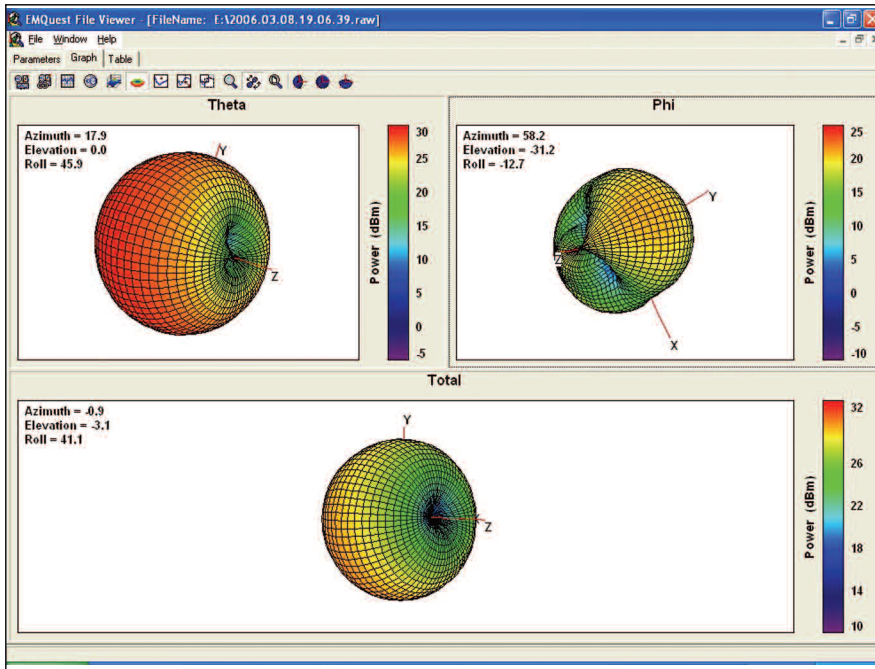 EMQuest File Viewer - [FileName: E:\2006.03.08.19.06.39.raw]
File Window Help
Parameters Graph Table
Theta
Azimuth = 17.9
Elevation = 0.0
Roll = 45.9
Y
Z
Power (dBm)
30
25
20
15
10
5
0
-5
Phi
Azimuth = 58.2
Elevation = -31.2
Roll = -12.7
Y
Z
X
Power (dBm)
25
20
15
10
5
0
-5
-10
Total
Azimuth = -0.9
Elevation = -3.1
Roll = 41.1
Y
Z
Power (dBm)
32
26
22
18
14
10